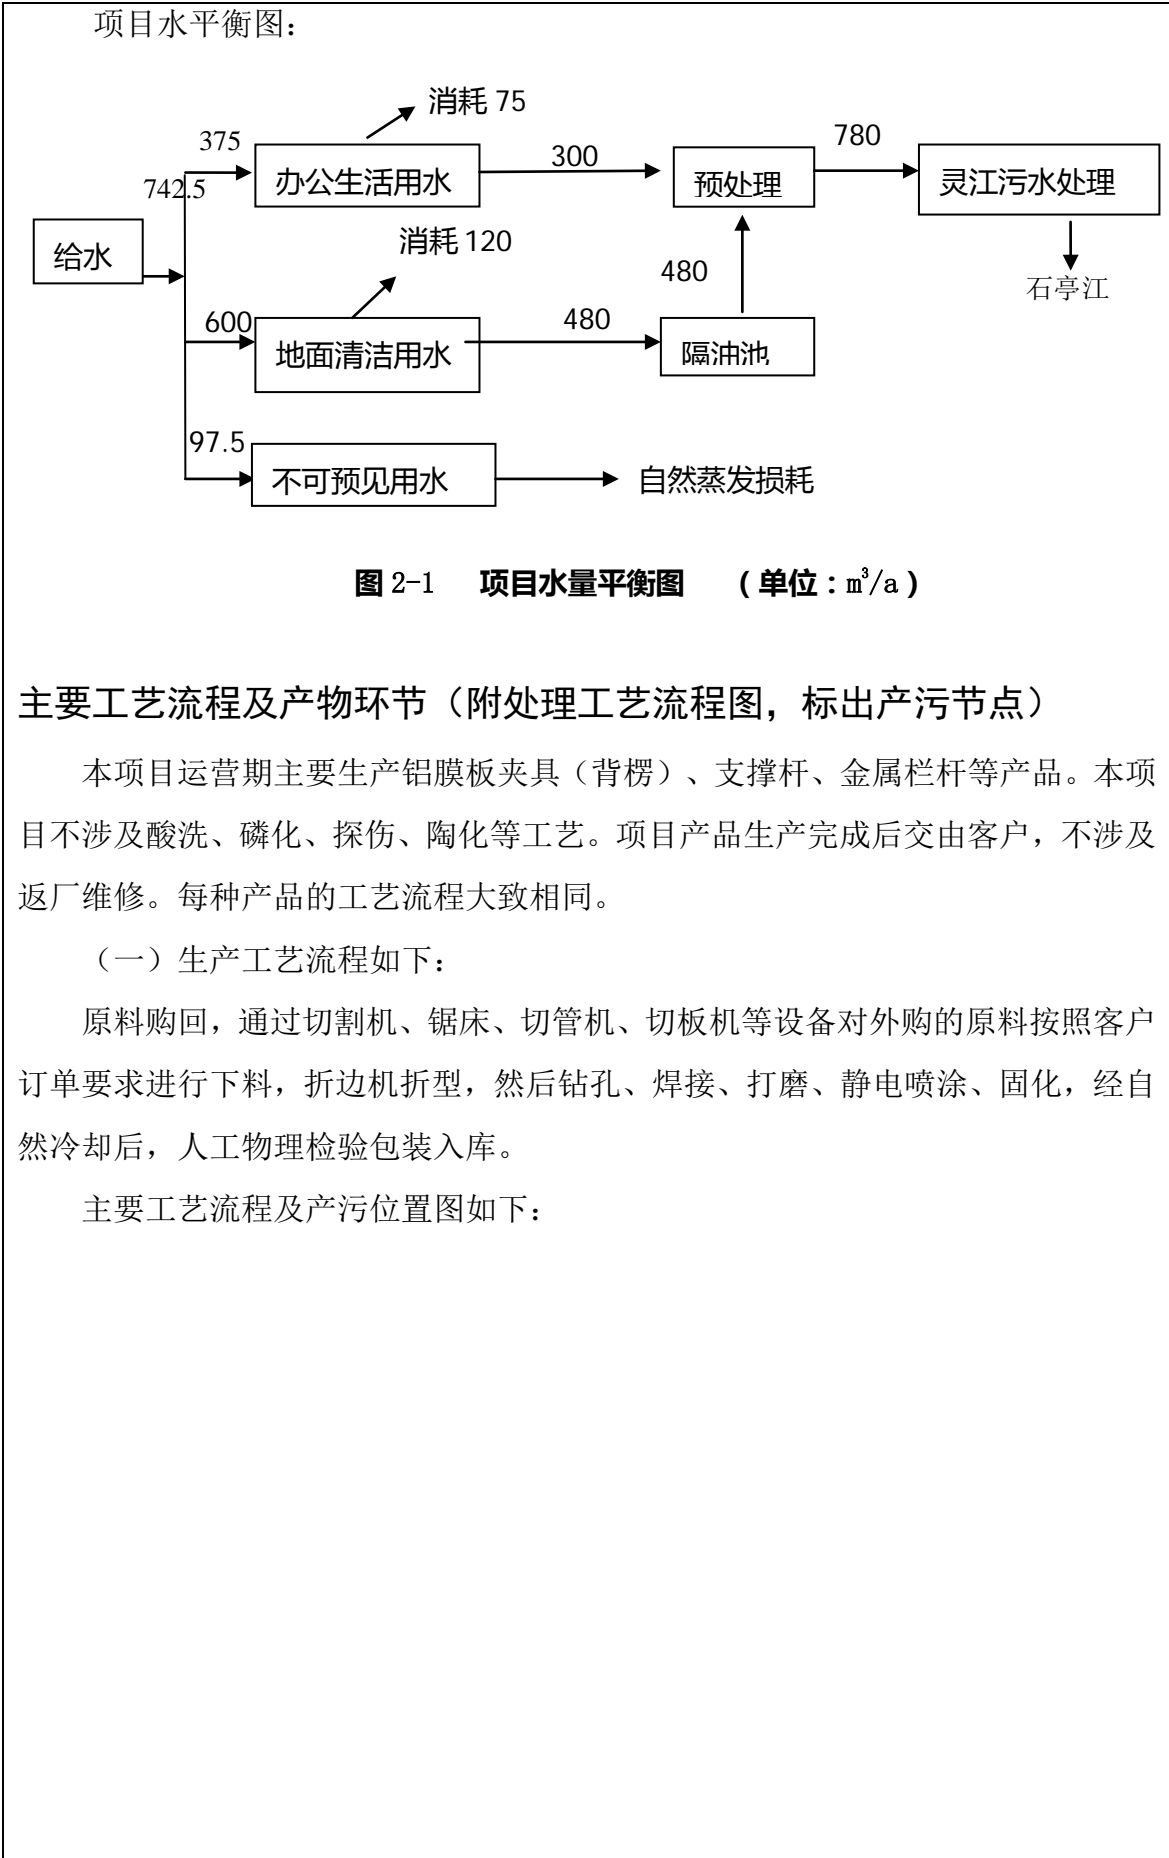 项目水平衡图：
消耗 75
375
办公生活用水
300
预处理
780
灵江污水处理
742.5
给水
消耗 120
480
石亭江
600
地面清洁用水
480
隔油池
97.5
不可预见用水
自然蒸发损耗
图 2-1 项目水量平衡图 （单位：m³/a）
主要工艺流程及产物环节（附处理工艺流程图，标出产污节点）
本项目运营期主要生产铝膜板夹具（背楞）、支撑杆、金属栏杆等产品。本项
目不涉及酸洗、磷化、探伤、陶化等工艺。项目产品生产完成后交由客户，不涉及
返厂维修。每种产品的工艺流程大致相同。
（一）生产工艺流程如下：
原料购回，通过切割机、锯床、切管机、切板机等设备对外购的原料按照客户
订单要求进行下料，折边机折型，然后钻孔、焊接、打磨、静电喷涂、固化，经自
然冷却后，人工物理检验包装入库。
主要工艺流程及产污位置图如下：